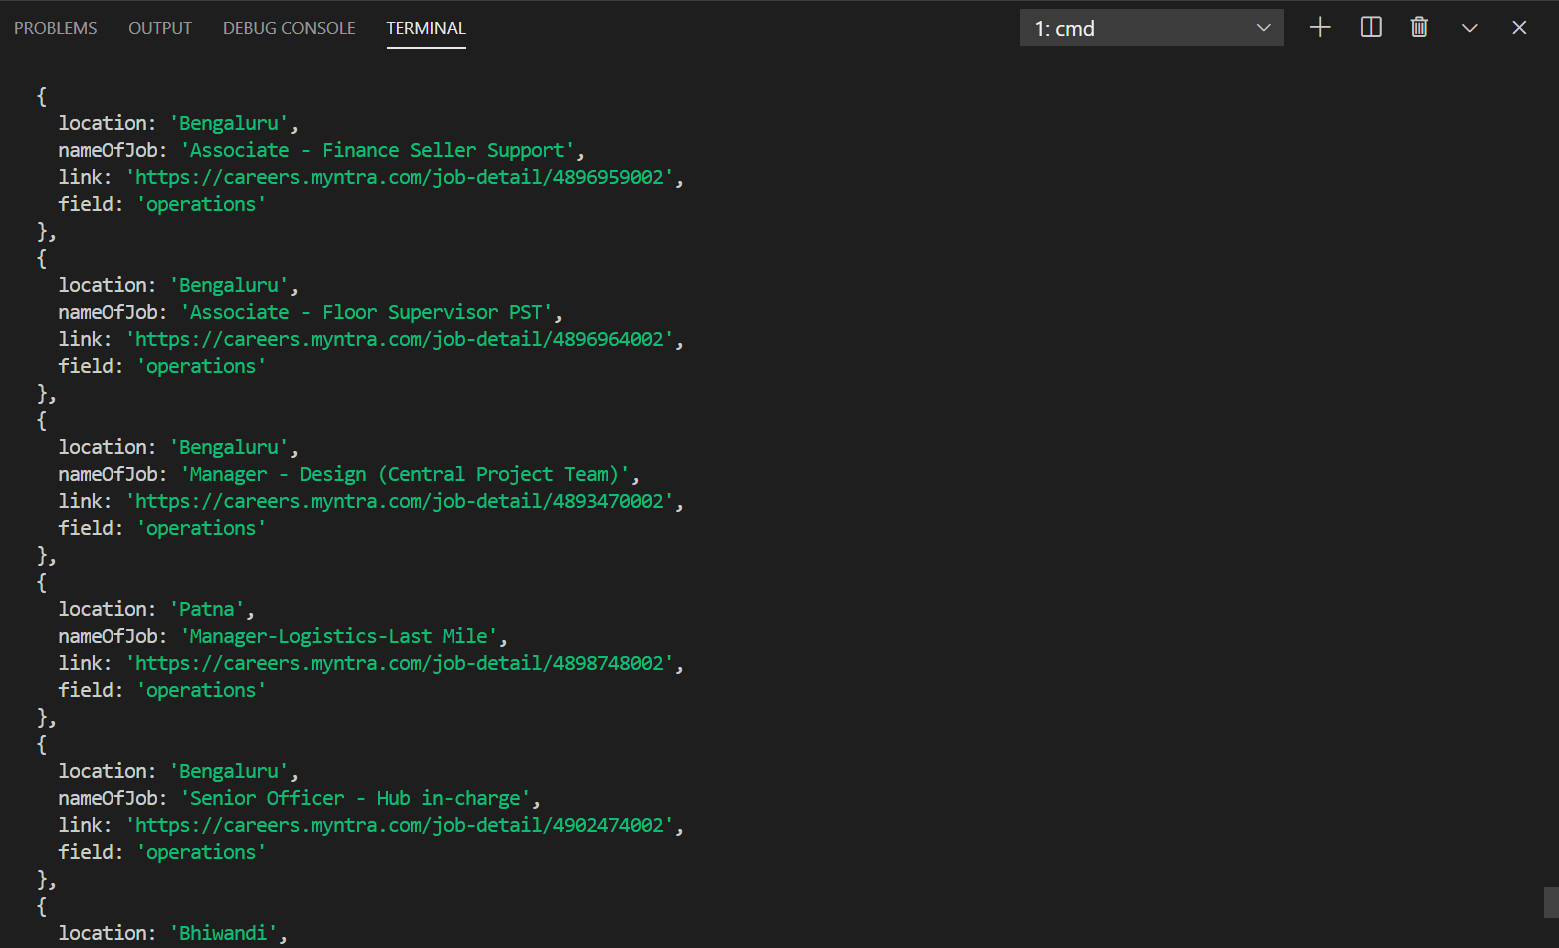 PROBLEMS OUTPUT DEBUG CONSOLE TERMINAL 1: cmd
{
location: 'Bengaluru',
nameOfJob: 'Associate - Finance Seller Support',
link: 'https://careers.myntra.com/job-detail/4896959002',
field: 'operations'
},
{
location: 'Bengaluru',
nameOfJob: 'Associate - Floor Supervisor PST',
link: 'https://careers.myntra.com/job-detail/4896964002',
field: 'operations'
},
{
location: 'Bengaluru',
nameOfJob: 'Manager - Design (Central Project Team)',
link: 'https://careers.myntra.com/job-detail/4893470002',
field: 'operations'
},
{
location: 'Patna',
nameOfJob: 'Manager-Logistics-Last Mile',
link: 'https://careers.myntra.com/job-detail/4898748002',
field: 'operations'
},
{
location: 'Bengaluru',
nameOfJob: 'Senior Officer - Hub in-charge',
link: 'https://careers.myntra.com/job-detail/4902474002',
field: 'operations'
},
{
location: 'Bhiwandi',